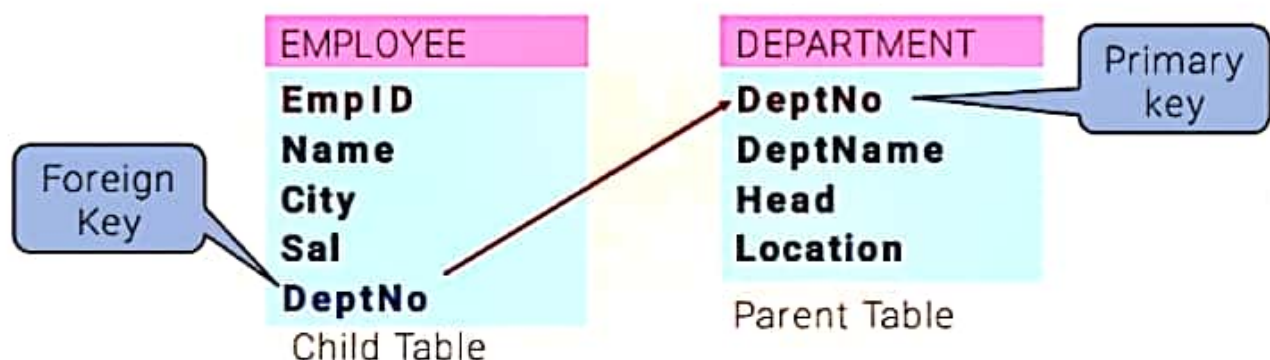 EMPLOYEE
EmpID
Name
City
Sal
DeptNo
Child Table
Foreign
Key
DEPARTMENT
DeptNo
DeptName
Head
Location
Parent Table
Primary
key